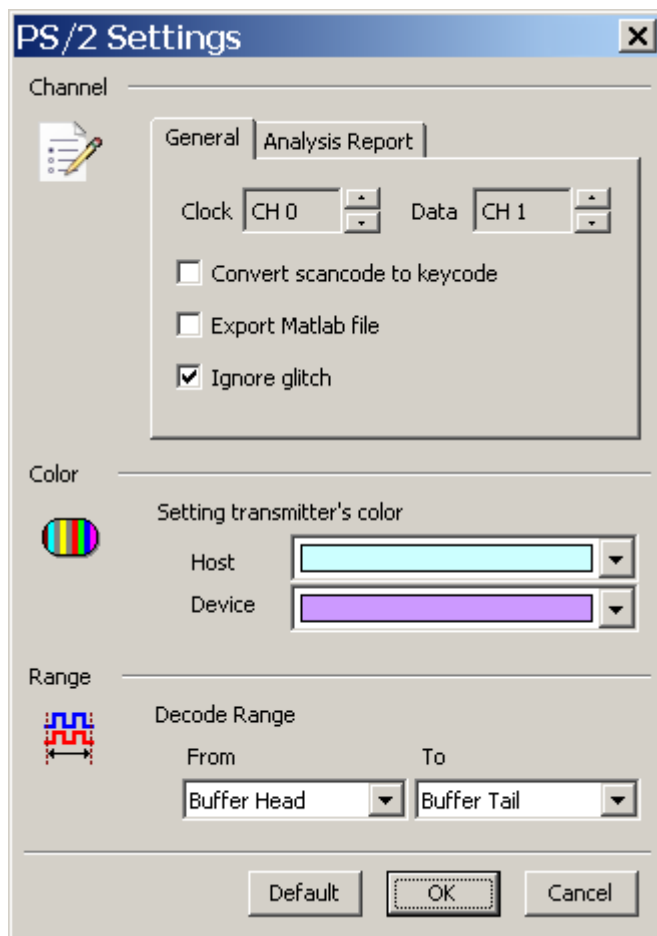 PS/2 Settings
Channel
General Analysis Report
Clock CH 0 Data CH 1
Convert scancode to keycode
Export Matlab file
Ignore glitch
Color
Setting transmitter's color
Host
Device
Range
Decode Range
From To
Buffer Head Buffer Tail
Default OK Cancel